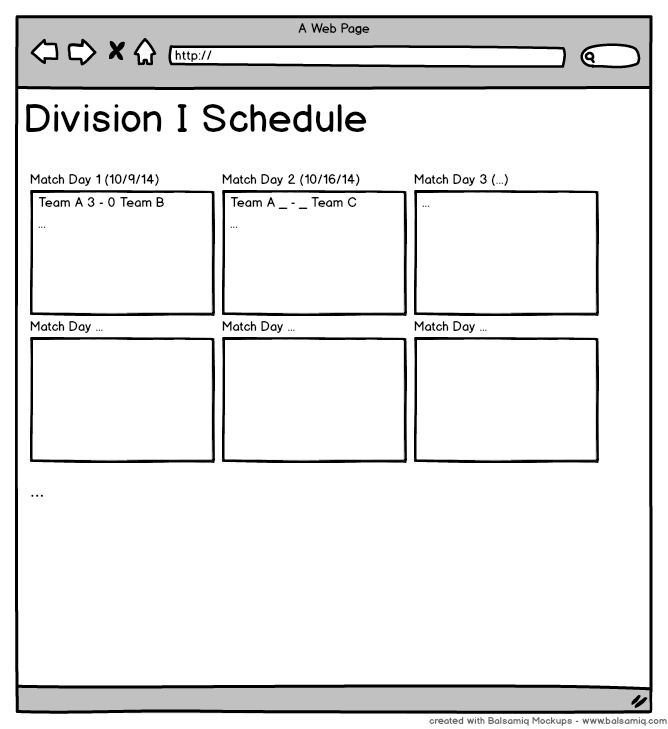 A Web Page
http://
Division I Schedule
Match Day 1 (10/9/14)
Match Day 2 (10/16/14)
Match Day 3 (...)
Team A 3 - 0 Team B
Team A _ - _ Team C
...
...
...
Match Day ...
Match Day ...
Match Day ...
...
created with Balsamiq Mockups - www.balsamiq.com